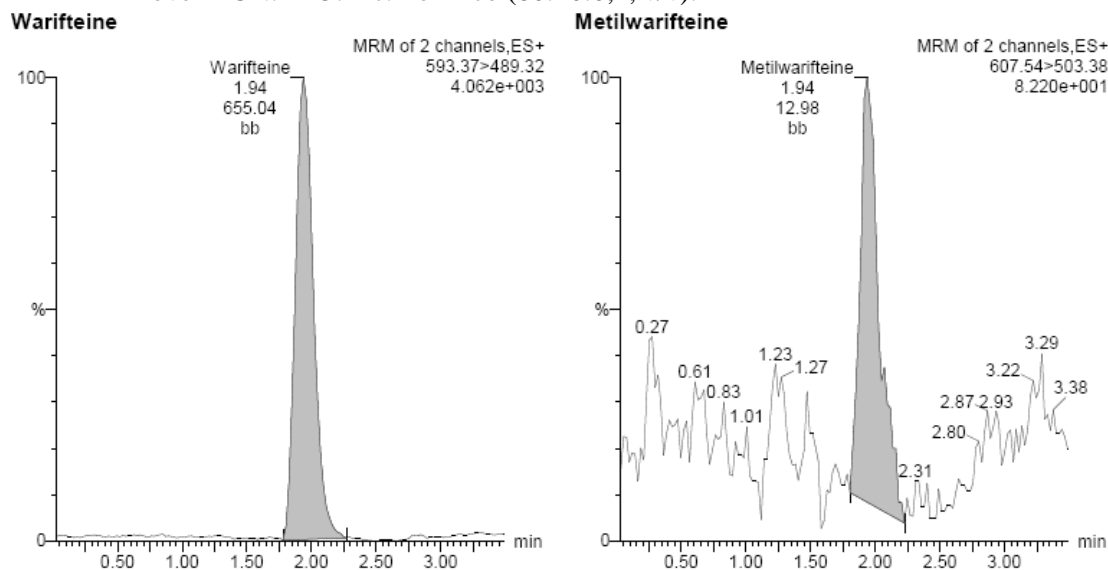 Warifteine
MRM of 2 channels,ES+
593.37>489.32
4.062e+003
Warifteine
1.94
655.04
bb
100
%
0
0.50 1.00 1.50 2.00 2.50 3.00 min
Metilwarifteine
MRM of 2 channels,ES+
607.54>503.38
8.220e+001
Metilwarifteine
1.94
12.98
bb
100
0.27
0.61
0.83
1.01
1.23
1.27
2.31
2.80
2.87
2.93
3.22
3.29
3.38
%
0
0.50 1.00 1.50 2.00 2.50 3.00 min